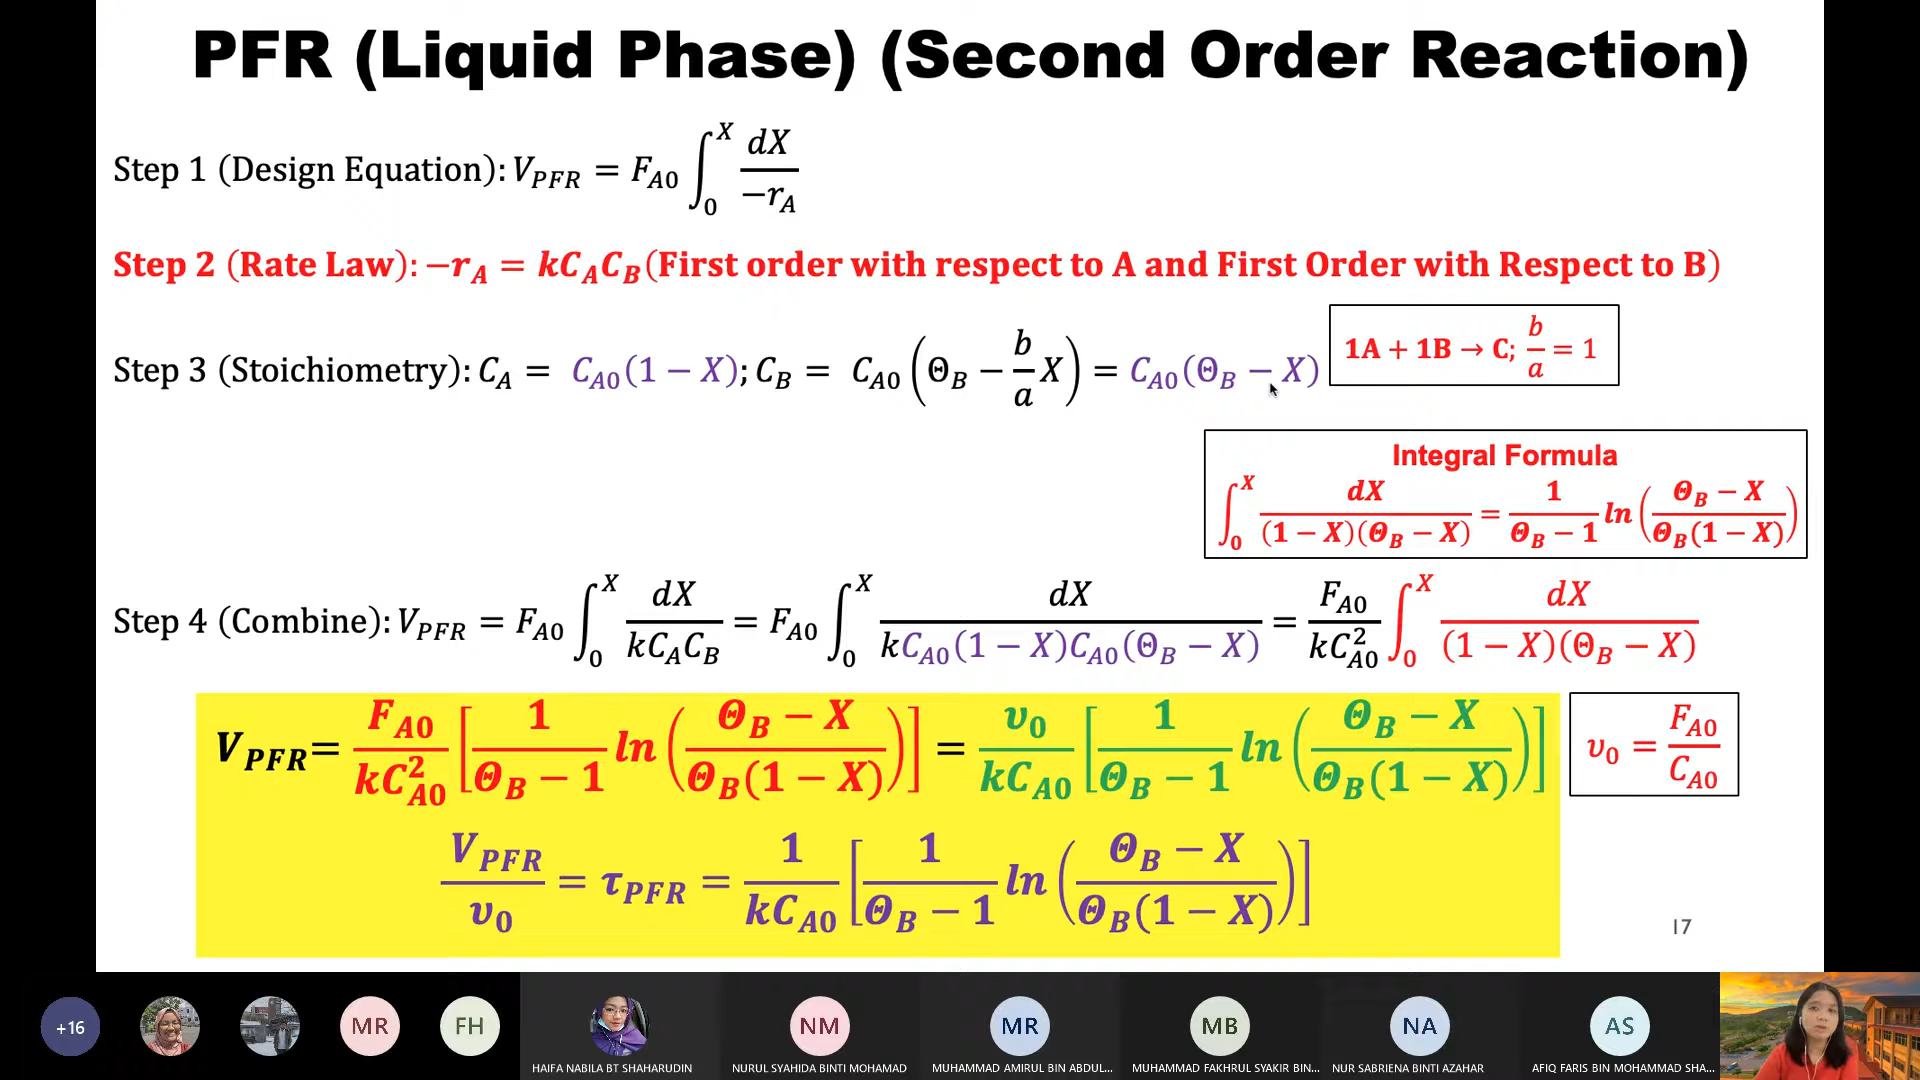 PFR (Liquid Phase) (Second Order Reaction)
Step 1 (Design Equation): V_PFR = F_A0 ∫_0^X dX / −r_A
Step 2 (Rate Law): −r_A = kC_AC_B(First order with respect to A and First Order with Respect to B)
Step 3 (Stoichiometry): C_A = C_A0(1 − X); C_B = C_A0(Θ_B − b/a X) = C_A0(Θ_B − X)
1A + 1B → C; b/a = 1
Integral Formula
∫_0^X dX / (1 − X)(Θ_B − X) = 1 / (Θ_B − 1) ln((Θ_B − X) / Θ_B(1 − X))
Step 4 (Combine): V_PFR = F_A0 ∫_0^X dX / kC_AC_B = F_A0 ∫_0^X dX / kC_A0(1 − X)C_A0(Θ_B − X) = F_A0 / kC_A0^2 ∫_0^X dX / (1 − X)(Θ_B − X)
V_PFR = F_A0 / kC_A0^2 [1 / (Θ_B − 1) ln((Θ_B − X) / Θ_B(1 − X))] = υ_0 / kC_A0 [1 / (Θ_B − 1) ln((Θ_B − X) / Θ_B(1 − X))]
υ_0 = F_A0 / C_A0
V_PFR / υ_0 = τ_PFR = 1 / kC_A0 [1 / (Θ_B − 1) ln((Θ_B − X) / Θ_B(1 − X))]
17
+16
MR
FH
NM
MR
MB
NA
AS
HAIFA NABILA BT SHAHARUDIN
NURUL SYAHIDA BINTI MOHAMAD
MUHAMMAD AMIRUL BIN ABDUL...
MUHAMMAD FAKHRUL SYAKIR BIN...
NUR SABRIENA BINTI AZAHAR
AFIQ FARIS BIN MOHAMMAD SHA...